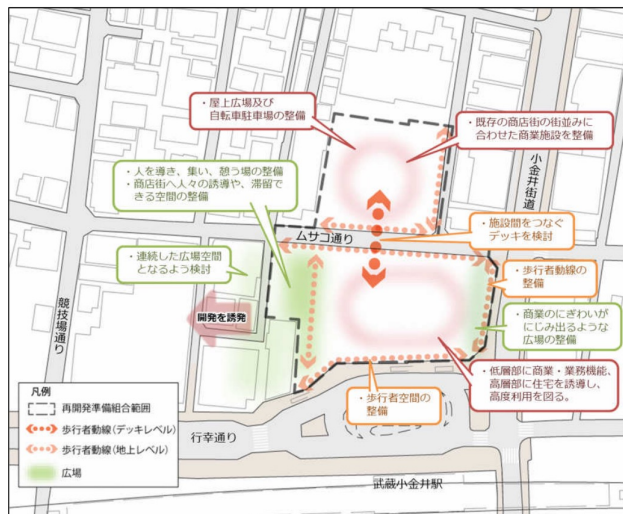 ・屋上広場及び
自転車駐車場の整備
・既存の商店街の街並みに
合わせた商業施設を整備
・人を導き、集い、憩う場の整備
・商店街へ人々の誘導や、滞留で
きる空間の整備
小金井街道
・施設間をつなぐ
デッキを検討
ムサコ通り
・連続した広場空間
となるよう検討
・歩行者動線の
整備
競技場通り
開発を誘発
・商業のにぎわいが
にじみ出るような
広場の整備
・低層部に商業・業務機能、
高層部に住宅を誘導し、
高度利用を図る。
・歩行者空間の
整備
凡例
再開発準備組合範囲
歩行者動線(デッキレベル)
歩行者動線(地上レベル)
広場
行幸通り
武蔵小金井駅